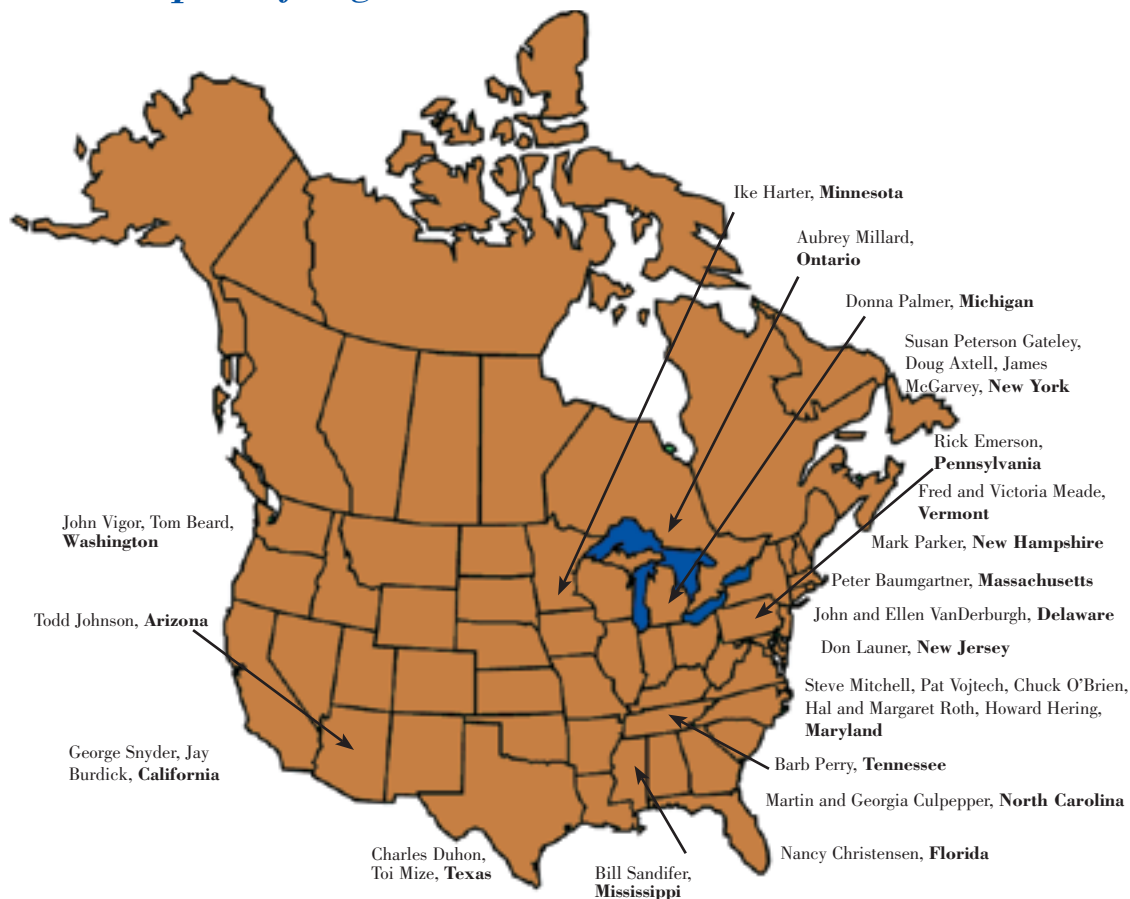 Ike Harter, Minnesota
Aubrey Millard,
Ontario
Donna Palmer, Michigan
Susan Peterson Gateley,
Doug Axtell, James
McGarvey, New York
Rick Emerson,
Pennsylvania
Fred and Victoria Meade,
Vermont
Mark Parker, New Hampshire
Peter Baumgartner, Massachusetts
John and Ellen VanDerburgh, Delaware
Don Launer, New Jersey
Steve Mitchell, Pat Vojtech, Chuck O’Brien,
Hal and Margaret Roth, Howard Hering,
Maryland
Barb Perry, Tennessee
Martin and Georgia Culpepper, North Carolina
Nancy Christensen, Florida
John Vigor, Tom Beard,
Washington
Todd Johnson, Arizona
George Snyder, Jay
Burdick, California
Charles Duhon,
Toi Mize, Texas
Bill Sandifer,
Mississippi